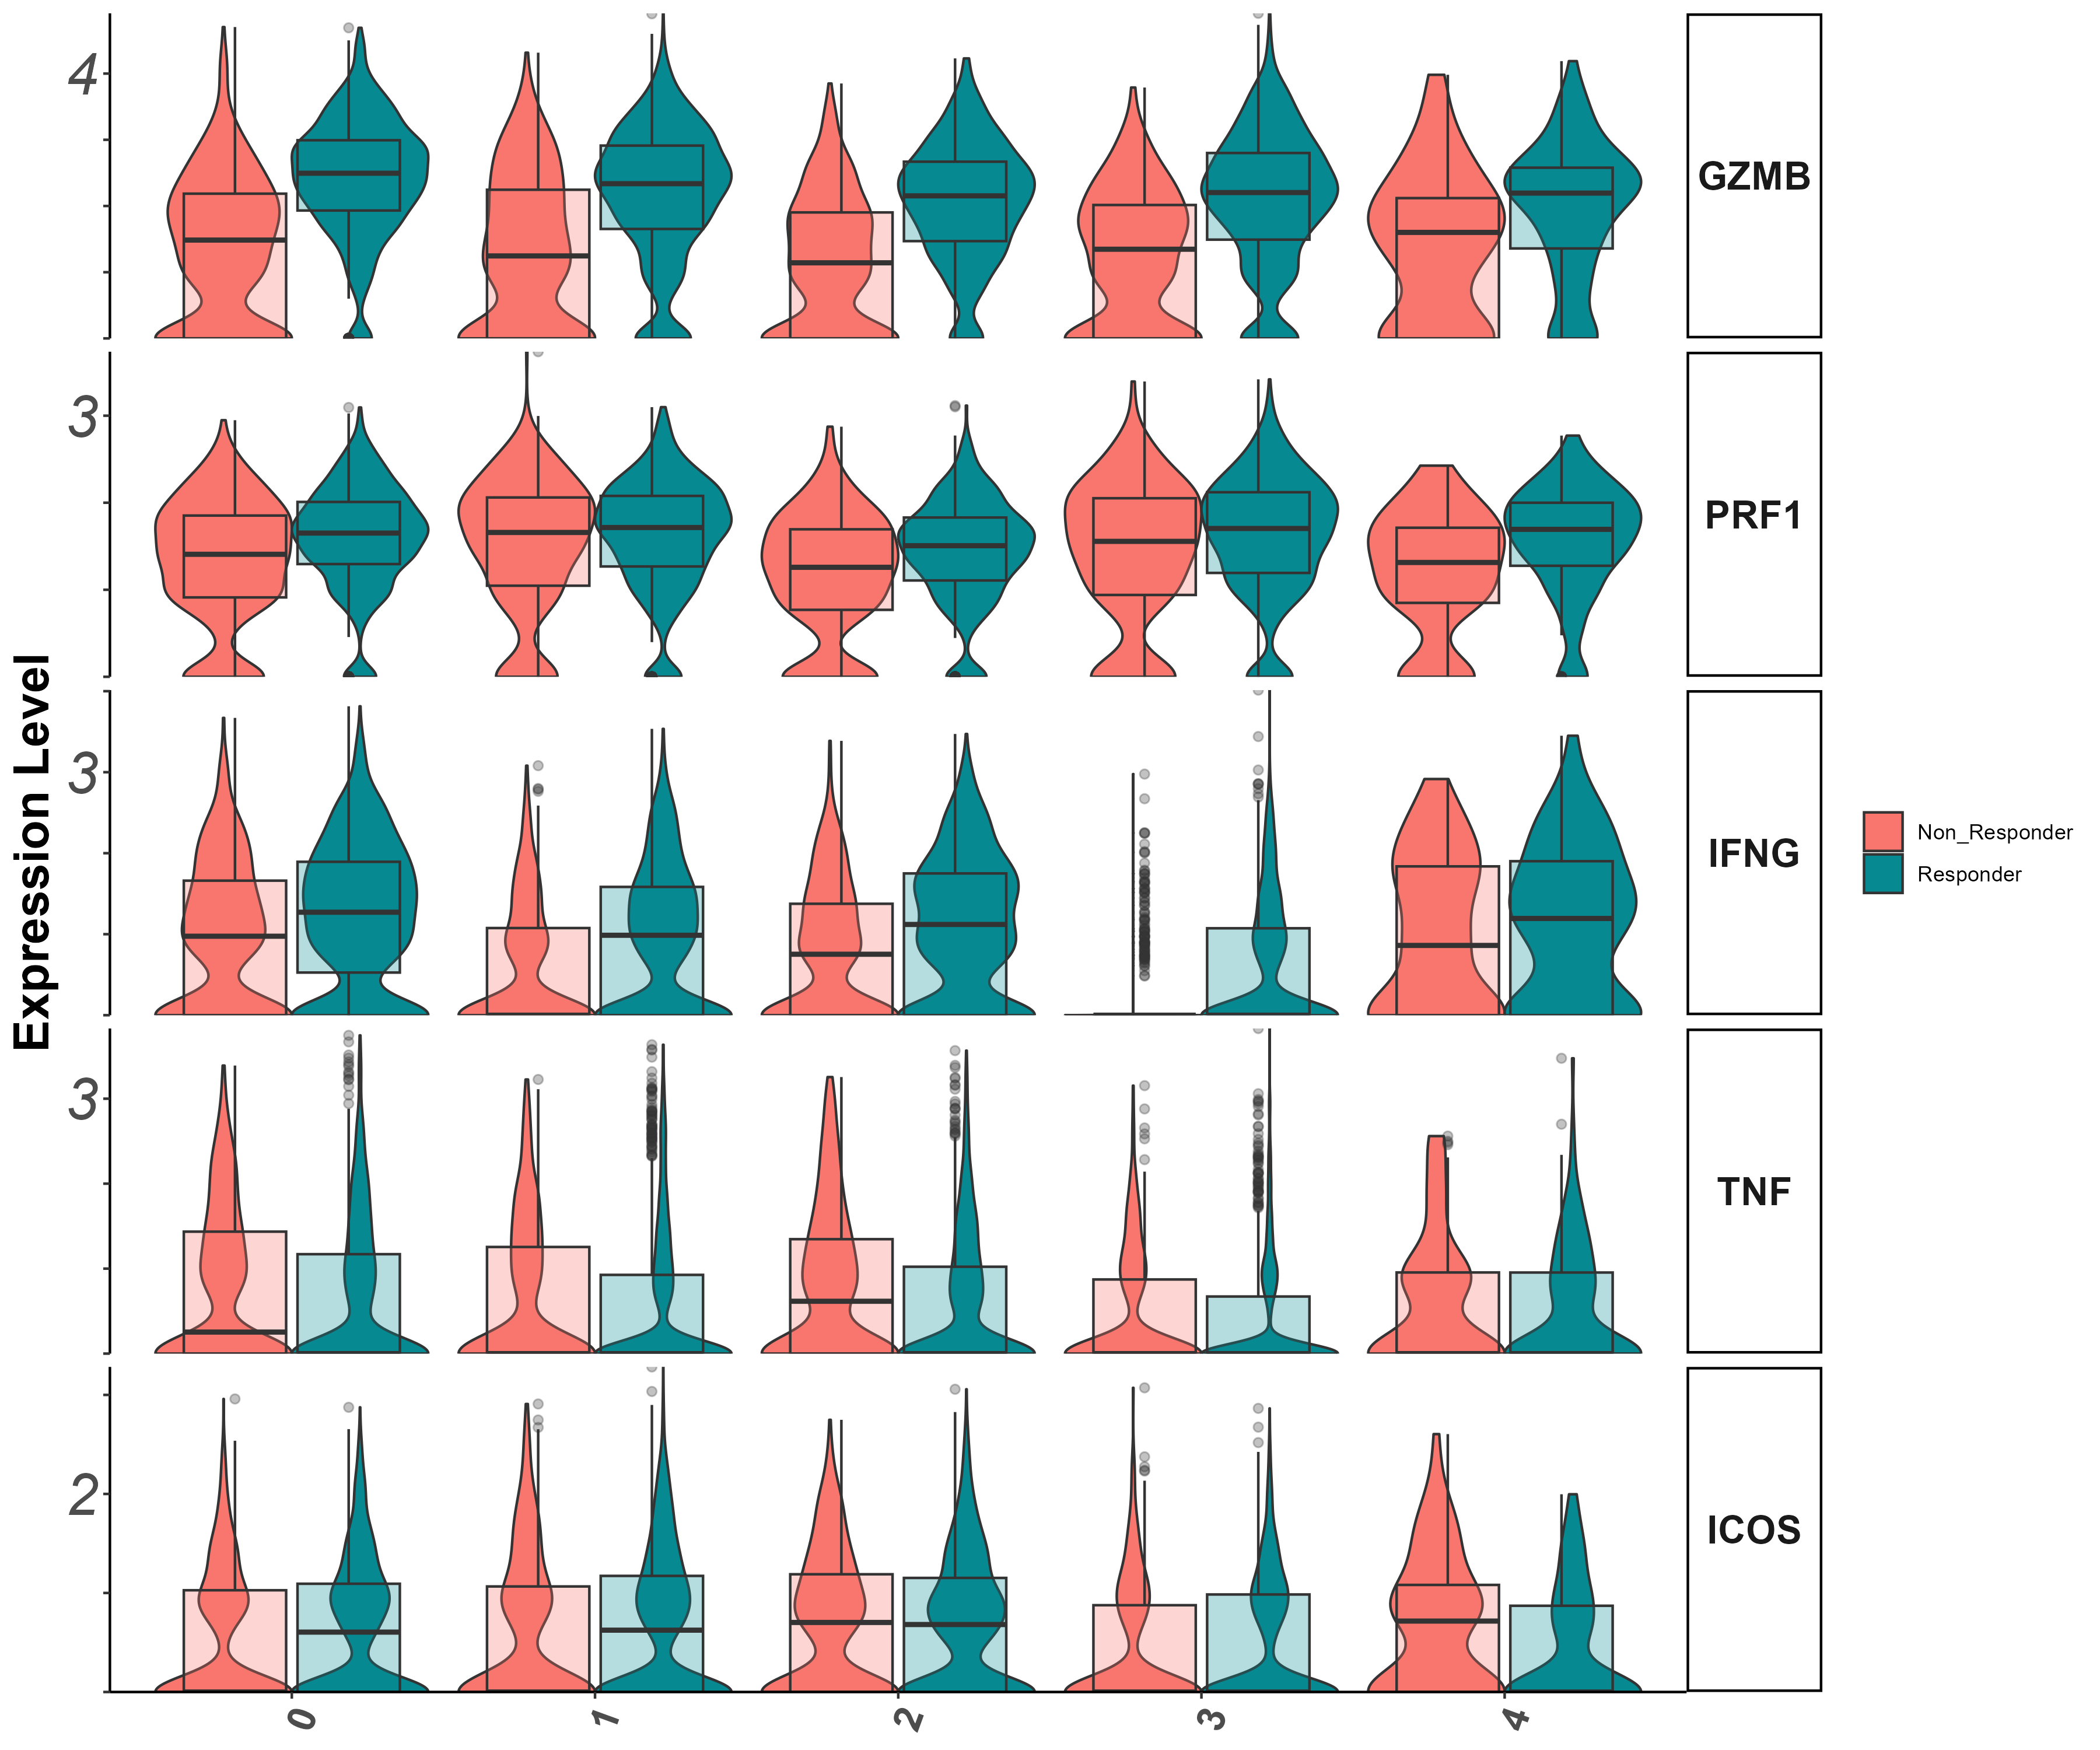 4
GZMB
3
PRF1
3
IFNG
3
TNF
2
ICOS
Expression Level
0
1
2
3
4
Non_Responder
Responder